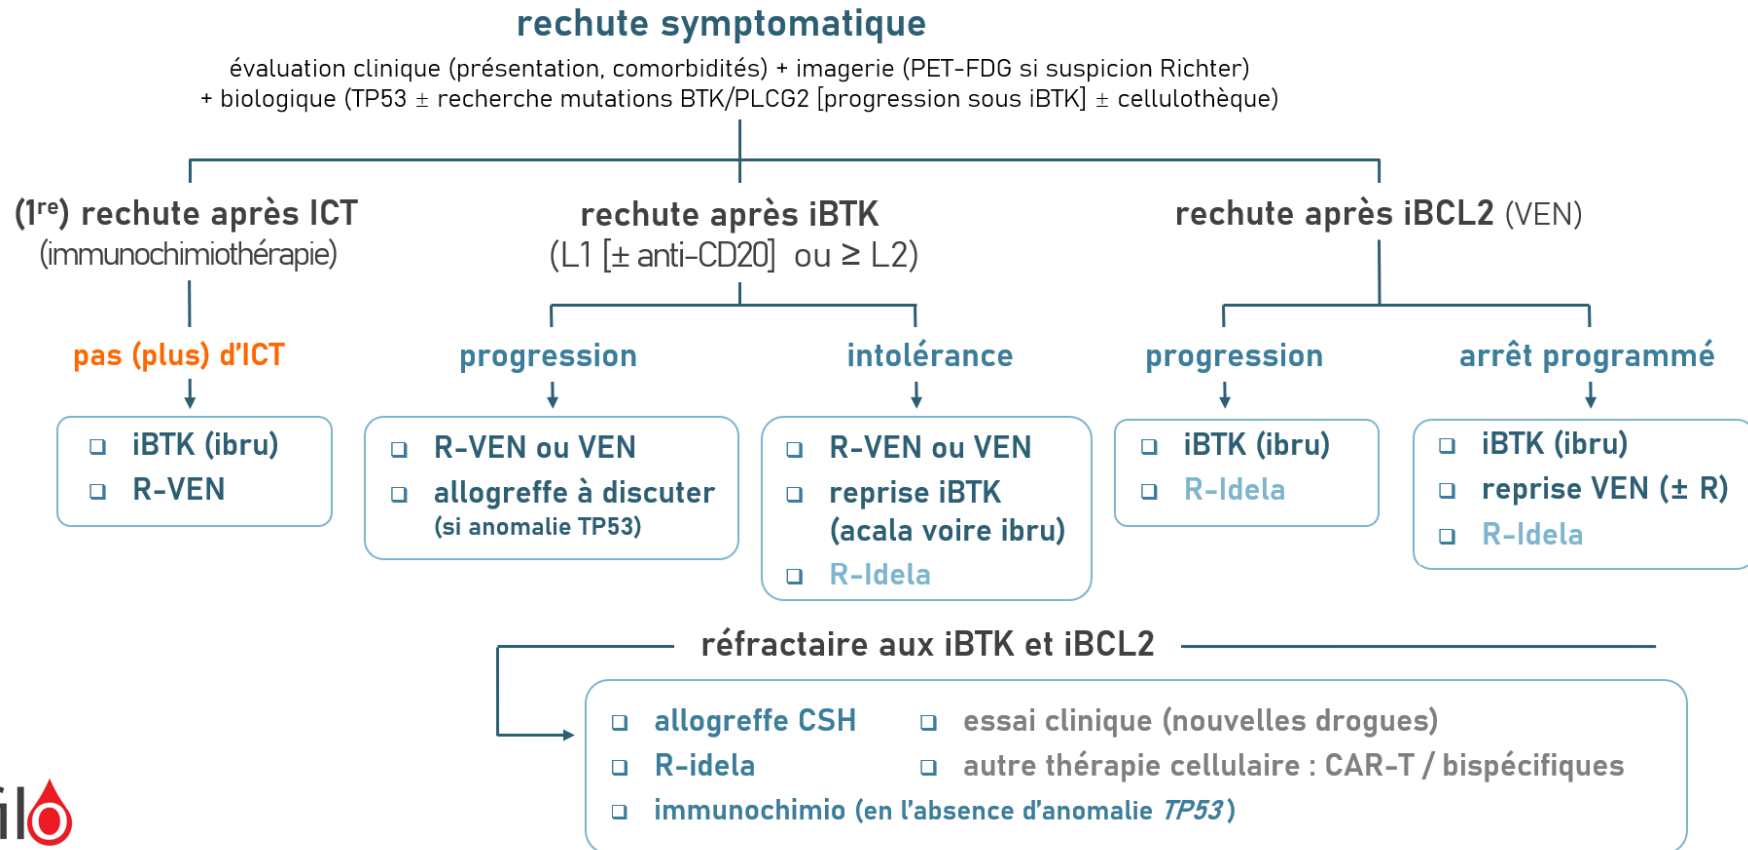 rechute symptomatique
évaluation clinique (présentation, comorbidités) + imagerie (PET-FDG si suspicion Richter)
+ biologique (TP53 ± recherche mutations BTK/PLCG2 [progression sous iBTK] ± cellulothèque)
(1re) rechute après ICT
(immunochimiothérapie)
pas (plus) d'ICT
❑ iBTK (ibru)
❑ R-VEN
rechute après iBTK
(L1 [± anti-CD20] ou ≥ L2)
progression
❑ R-VEN ou VEN
❑ allogreffe à discuter
(si anomalie TP53)
intolérance
❑ R-VEN ou VEN
❑ reprise iBTK
(acala voire ibru)
❑ R-Idela
rechute après iBCL2 (VEN)
progression
❑ iBTK (ibru)
❑ R-Idela
arrêt programmé
❑ iBTK (ibru)
❑ reprise VEN (± R)
❑ R-Idela
réfractaire aux iBTK et iBCL2
❑ allogreffe CSH
❑ R-idela
❑ immunochimio (en l'absence d'anomalie TP53)
❑ essai clinique (nouvelles drogues)
❑ autre thérapie cellulaire : CAR-T / bispécifiques